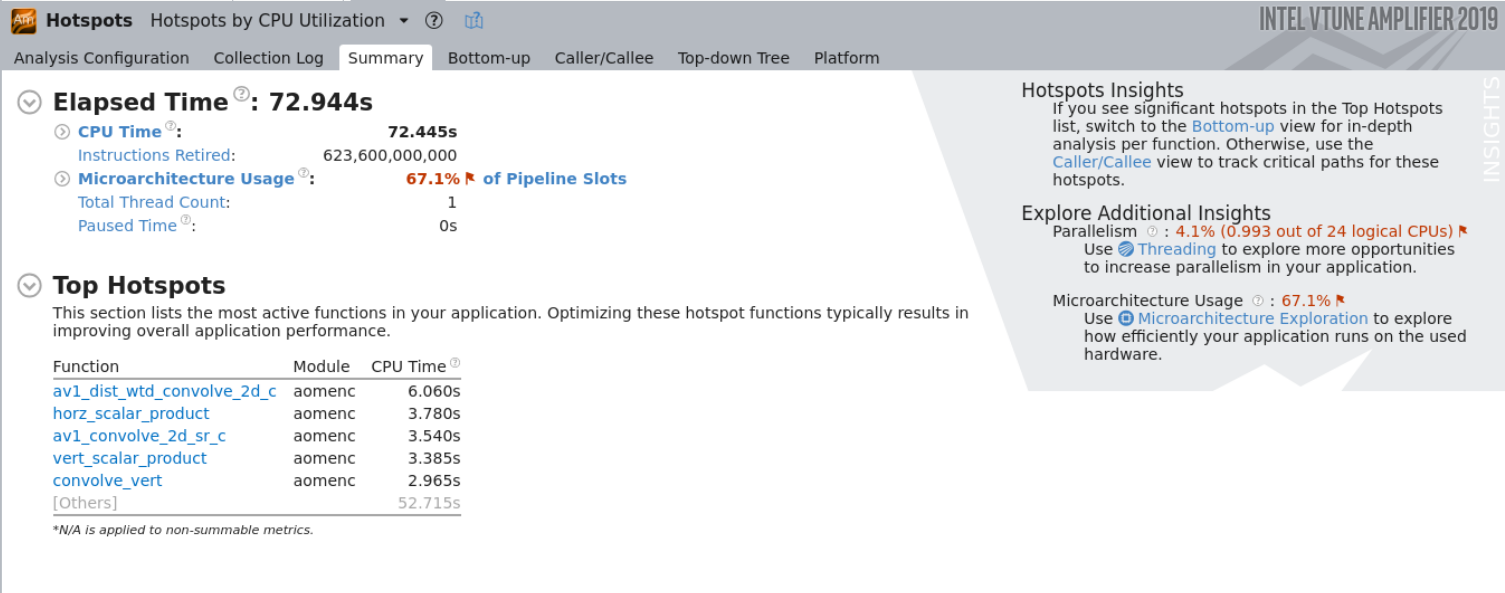 Hotspots Hotspots by CPU Utilization ? INTEL VTUNE AMPLIFIER 2019
Analysis Configuration Collection Log Summary Bottom-up Caller/Callee Top-down Tree Platform
Elapsed Time ? : 72.944s
CPU Time ? : 72.445s
Instructions Retired: 623,600,000,000
Microarchitecture Usage ? : 67.1% of Pipeline Slots
Total Thread Count: 1
Paused Time ? : 0s
Top Hotspots
This section lists the most active functions in your application. Optimizing these hotspot functions typically results in
improving overall application performance.
Function Module CPU Time ?
av1_dist_wtd_convolve_2d_c aomenc 6.060s
horz_scalar_product aomenc 3.780s
av1_convolve_2d_sr_c aomenc 3.540s
vert_scalar_product aomenc 3.385s
convolve_vert aomenc 2.965s
[Others] 52.715s
*N/A is applied to non-summable metrics.
Hotspots Insights
If you see significant hotspots in the Top Hotspots
list, switch to the Bottom-up view for in-depth
analysis per function. Otherwise, use the
Caller/Callee view to track critical paths for these
hotspots.
Explore Additional Insights
Parallelism ? : 4.1% (0.993 out of 24 logical CPUs)
Use Threading to explore more opportunities
to increase parallelism in your application.
Microarchitecture Usage ? : 67.1%
Use Microarchitecture Exploration to explore
how efficiently your application runs on the used
hardware.
INSIGHTS